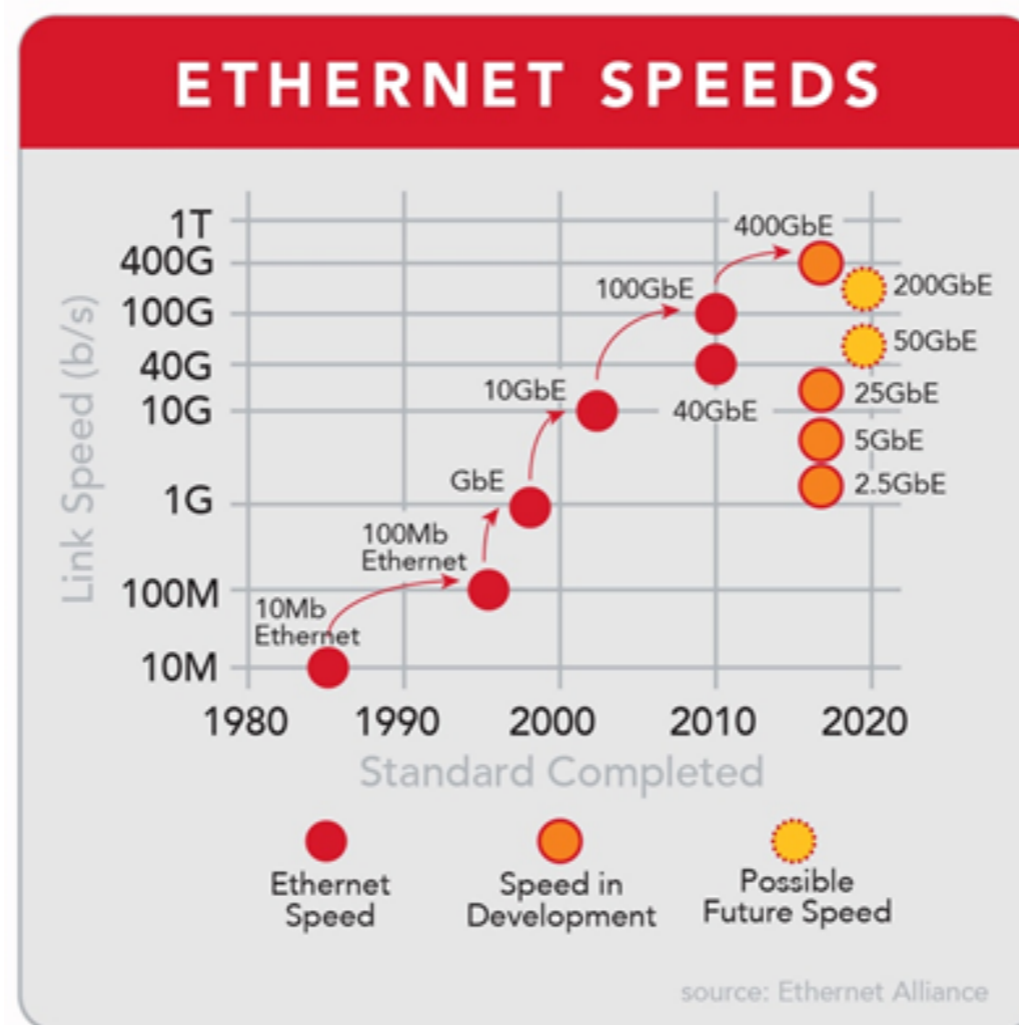 ETHERNET SPEEDS
Link Speed (b/s)
1T
400G
100G
40G
10G
1G
100M
10M
400GbE
200GbE
100GbE
50GbE
10GbE
25GbE
40GbE
5GbE
GbE
2.5GbE
100Mb
Ethernet
10Mb
Ethernet
1980 1990 2000 2010 2020
Standard Completed
Ethernet
Speed
Speed in
Development
Possible
Future Speed
source: Ethernet Alliance